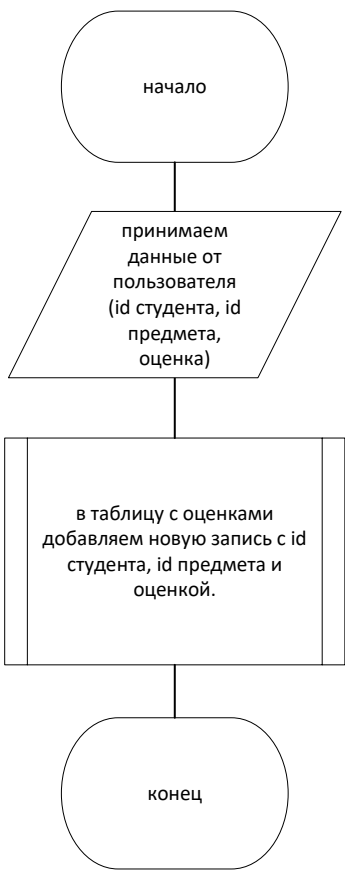 начало
принимаем
данные от
пользователя
(id студента, id
предмета,
оценка)
в таблицу с оценками
добавляем новую запись с id
студента, id предмета и
оценкой.
конец